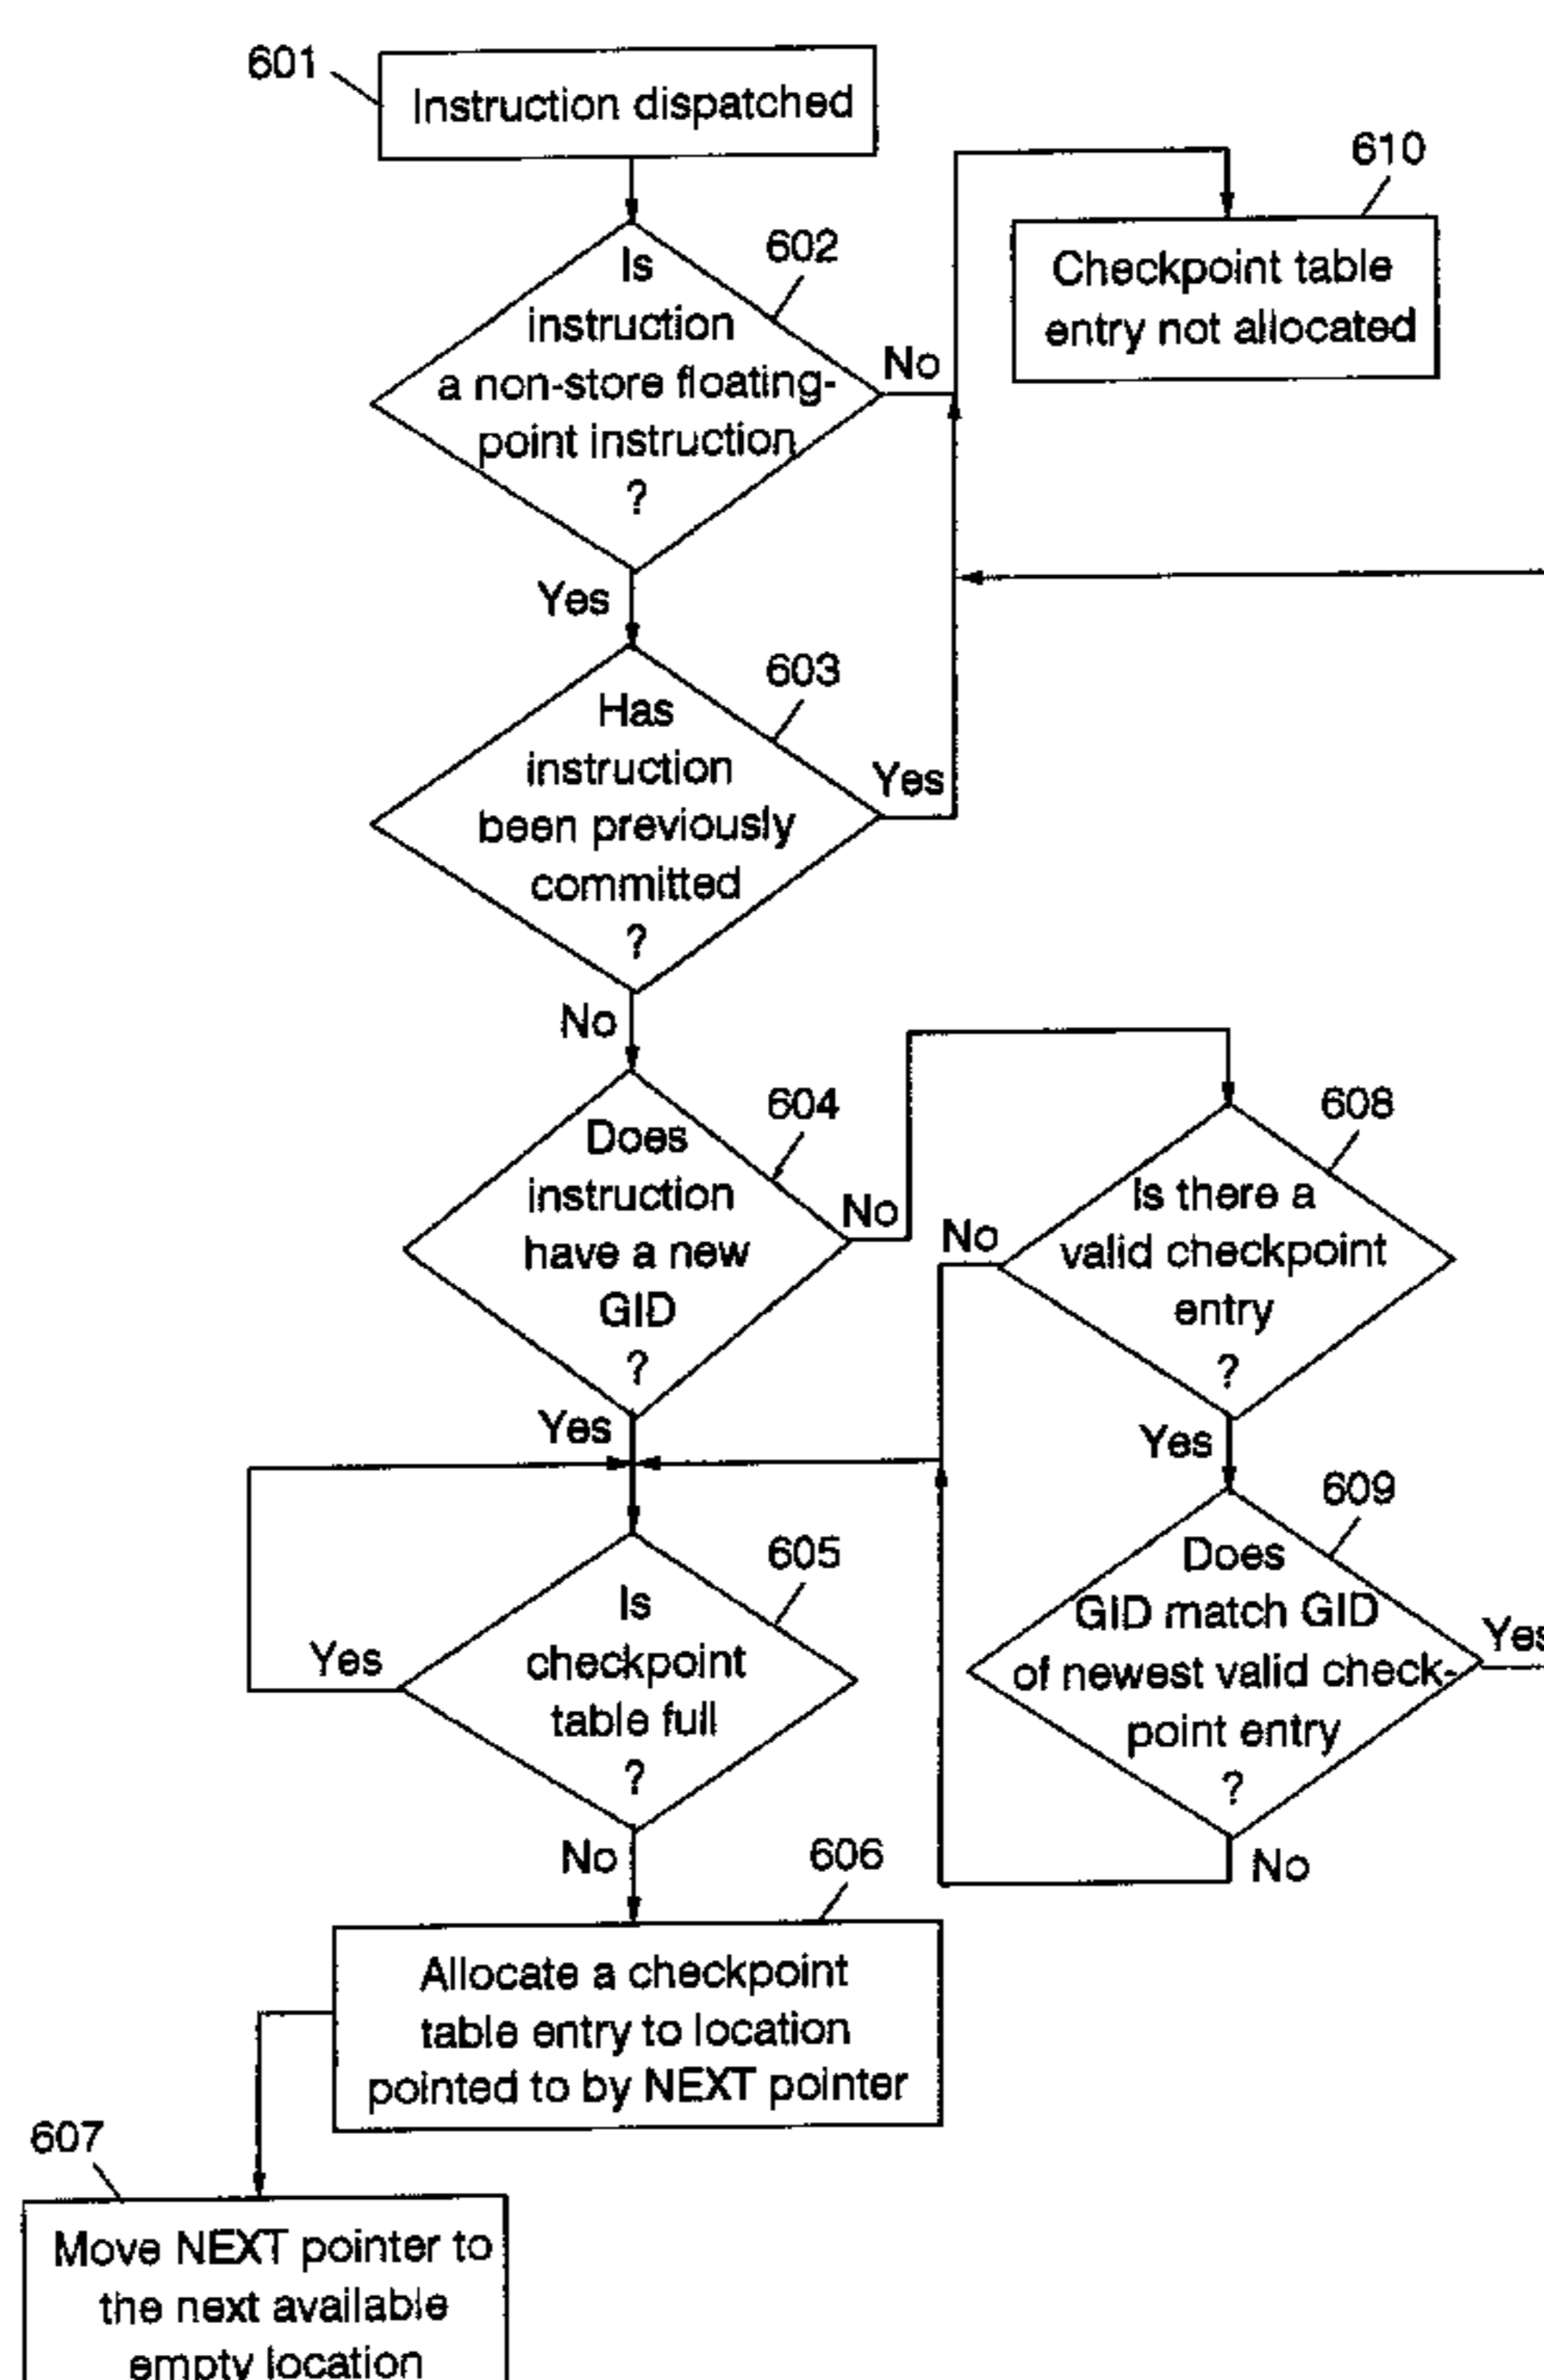 601
Instruction dispatched
610
Checkpoint table
entry not allocated
602
Is
instruction
a non-store floating-
point instruction
?
No
Yes
603
Has
instruction
been previously
committed
?
Yes
No
604
Does
instruction
have a new
GID
?
No
Yes
608
Is there a
valid checkpoint
entry
?
No
Yes
609
Does
GID match GID
of newest valid check-
point entry
?
Yes
No
605
Is
checkpoint
table full
?
Yes
No
606
Allocate a checkpoint
table entry to location
pointed to by NEXT pointer
607
Move NEXT pointer to
the next available
empty location